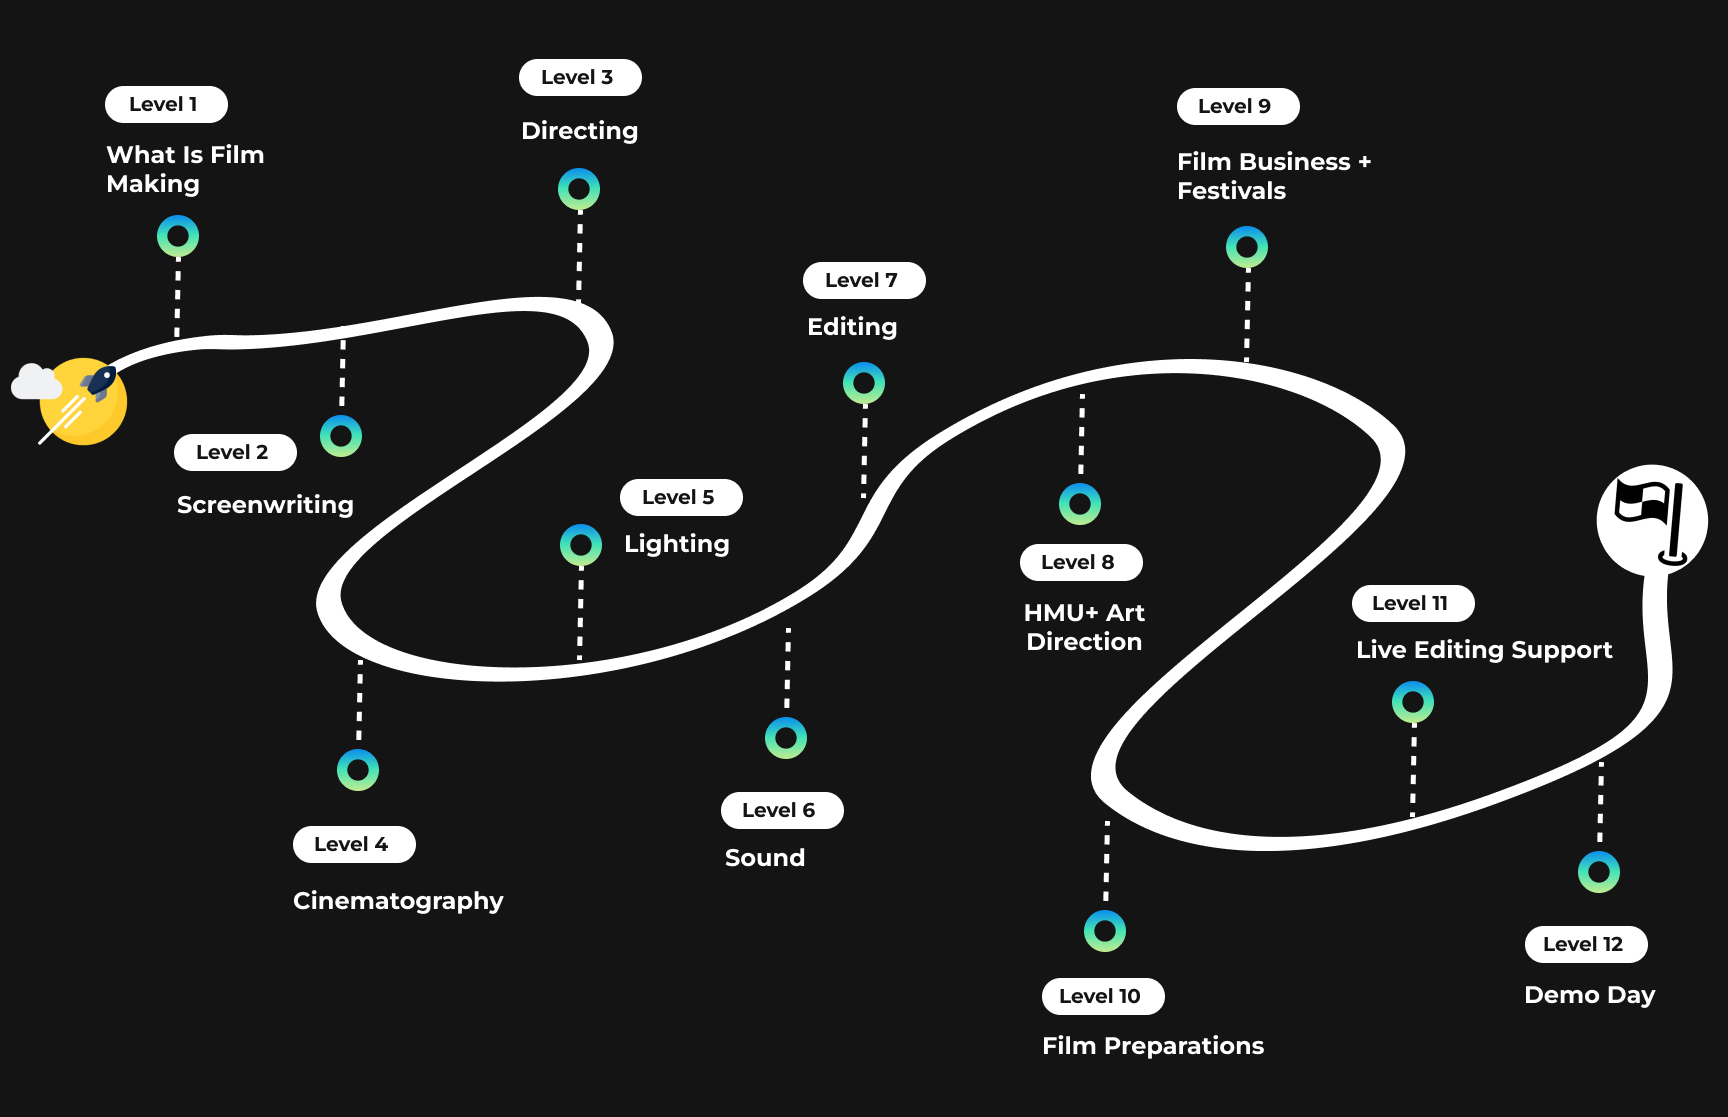 Level 1
What Is Film
Making
Level 2
Screenwriting
Level 3
Directing
Level 4
Cinematography
Level 5
Lighting
Level 6
Sound
Level 7
Editing
Level 8
HMU+ Art
Direction
Level 9
Film Business +
Festivals
Level 10
Film Preparations
Level 11
Live Editing Support
Level 12
Demo Day